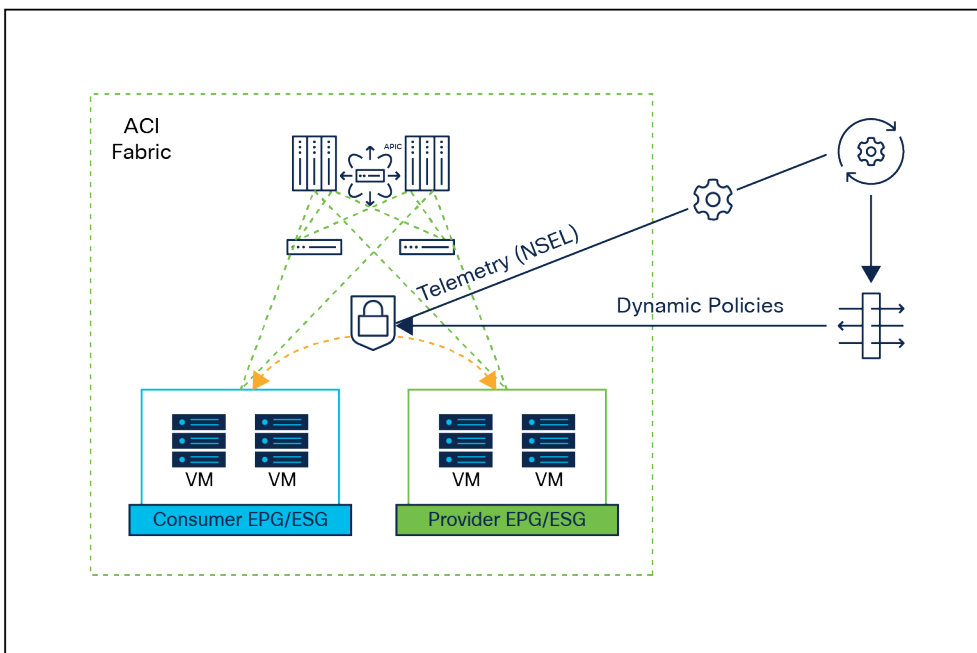 ACI
Fabric
APIC
Telemetry (NSEL)
Dynamic Policies
VM
VM
VM
VM
Consumer EPG/ESG
Provider EPG/ESG